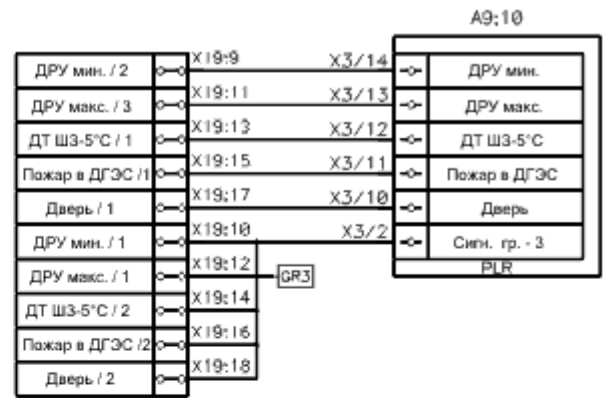 A9:10
ДРУ мин. / 2 X19:9 X3/14 ДРУ мин.
ДРУ макс. / 3 X19:11 X3/13 ДРУ макс.
ДТ ШЗ-5°С / 1 X19:13 X3/12 ДТ ШЗ-5°С
Пожар в ДГЭС /1 X19:15 X3/11 Пожар в ДГЭС
Дверь / 1 X19:17 X3/10 Дверь
ДРУ мин. / 1 X19:10 X3/2 Сигн. гр. - 3
ДРУ макс. / 1 X19:12 GR3 PLR
ДТ ШЗ-5°С / 2 X19:14
Пожар в ДГЭС /2 X19:16
Дверь / 2 X19:18